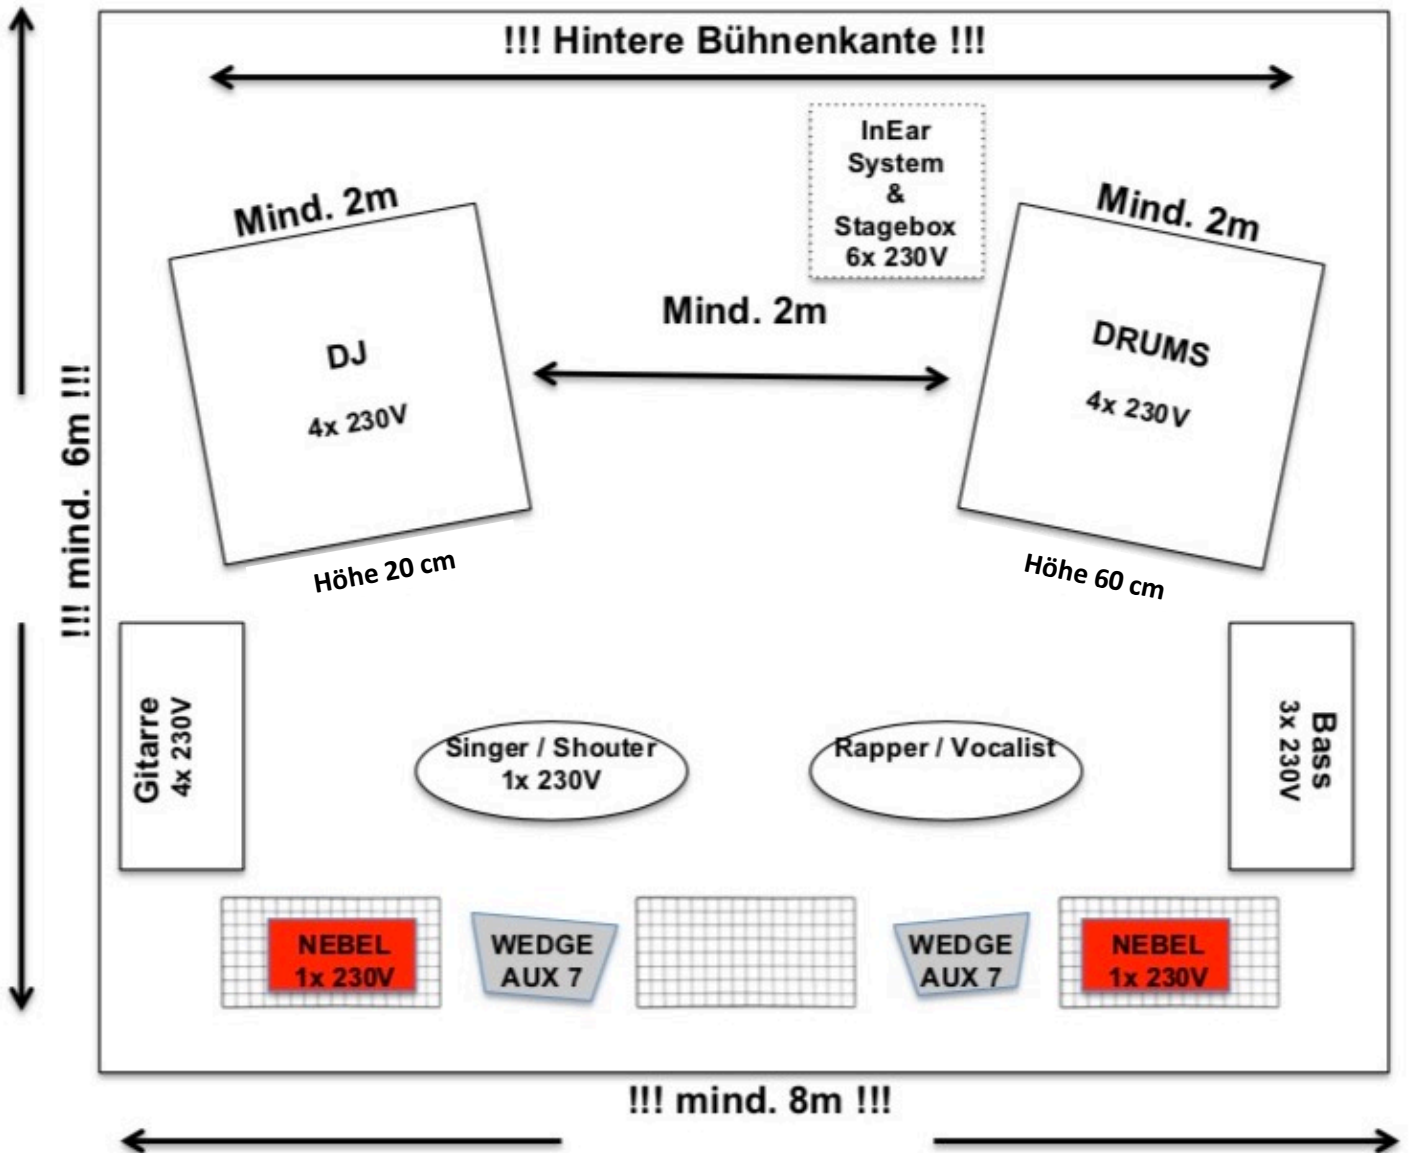 !!! Hintere Bühnenkante !!!
InEar
System
&
Stagebox
6x 230V
Mind. 2m
Mind. 2m
Mind. 2m
DJ
4x 230V
DRUMS
4x 230V
!!! mind. 6m !!!
Höhe 20 cm
Höhe 60 cm
Gitarre
4x 230V
Singer / Shouter
1x 230V
Rapper / Vocalist
Bass
3x 230V
NEBEL
1x 230V
WEDGE
AUX 7
WEDGE
AUX 7
NEBEL
1x 230V
!!! mind. 8m !!!